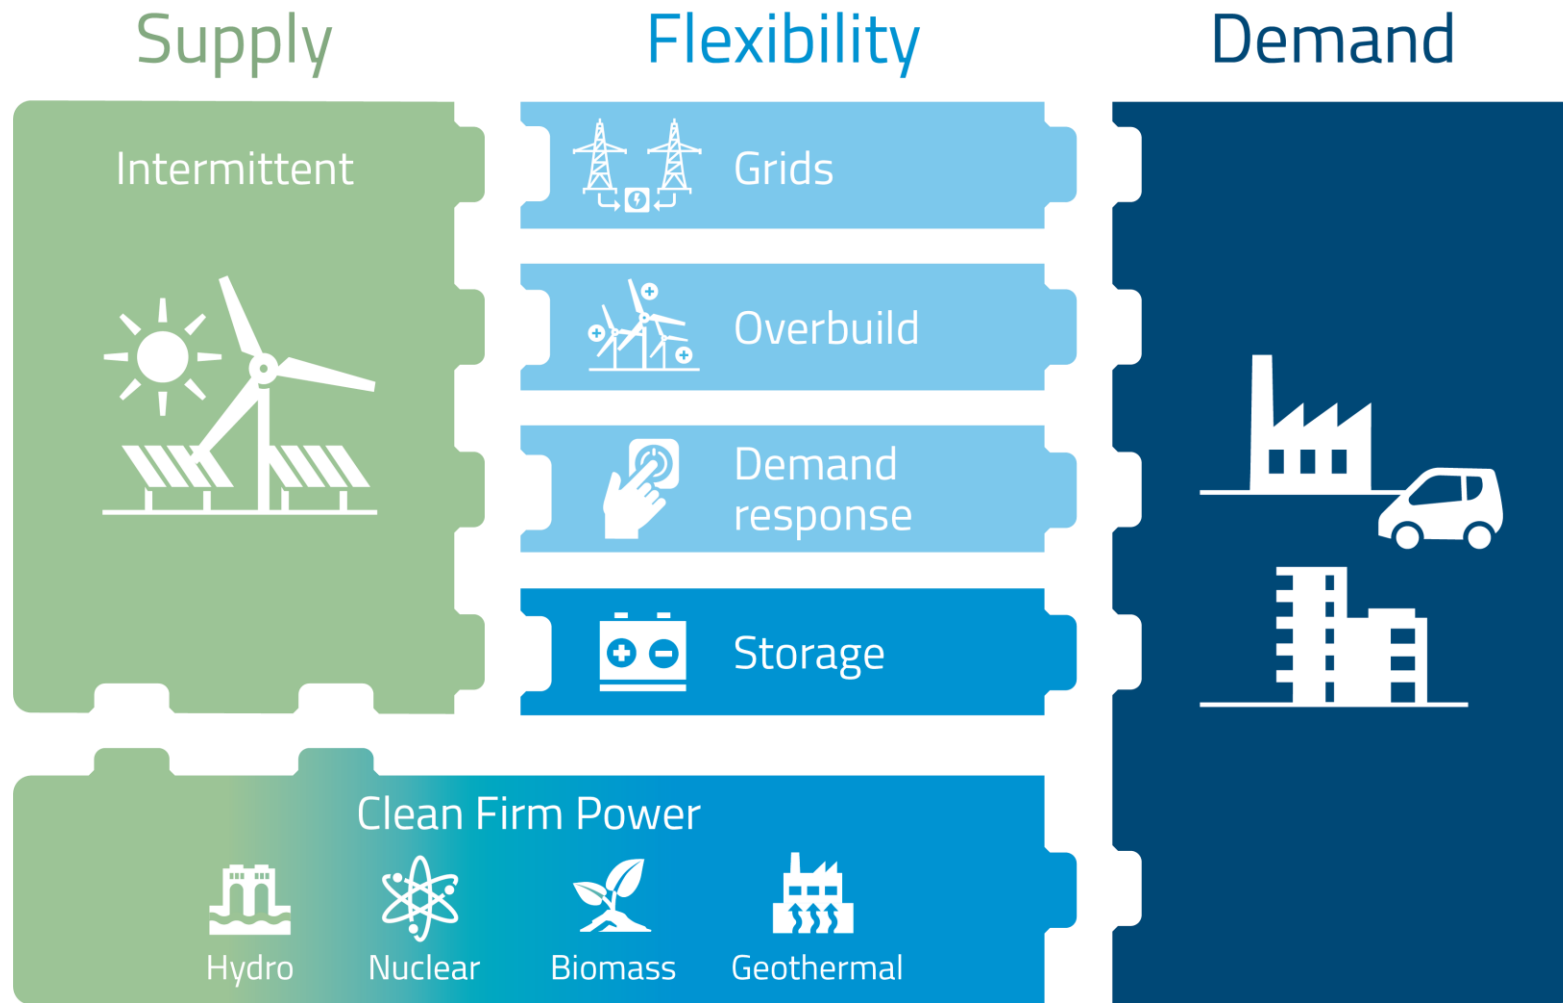 Supply
Flexibility
Demand
Intermittent
Grids
Overbuild
Demand
response
Storage
Clean Firm Power
Hydro
Nuclear
Biomass
Geothermal